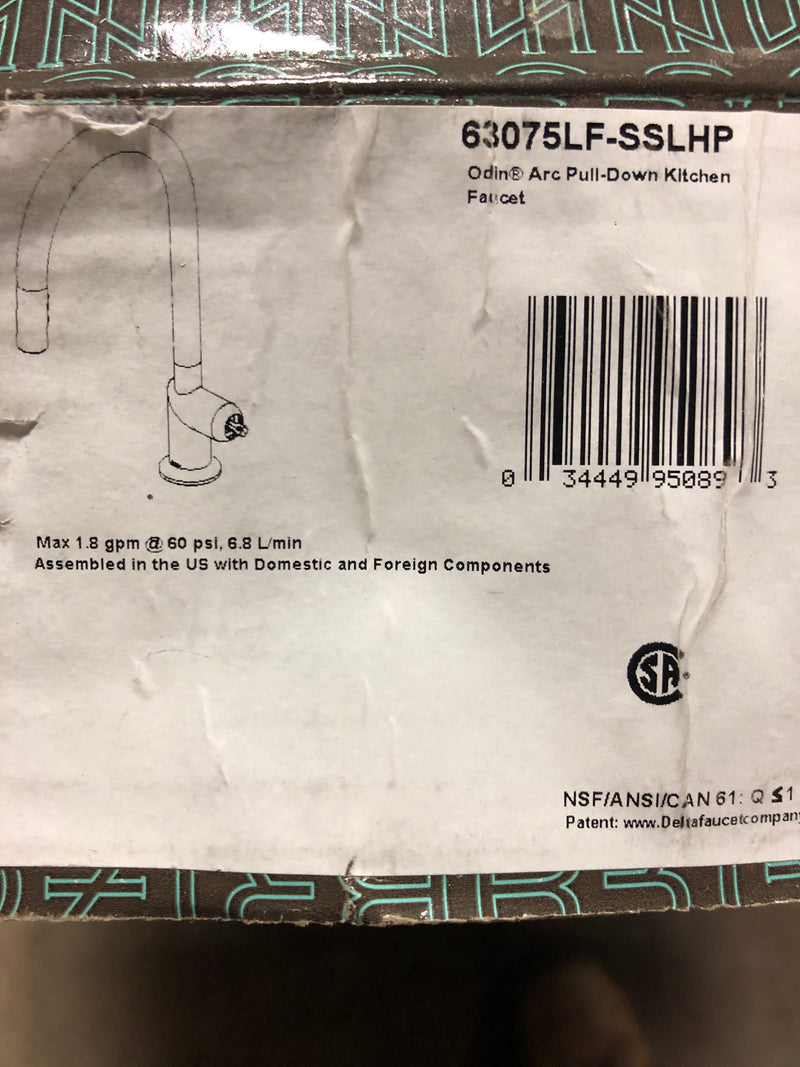 63075LF-SSLHP
Odin® Arc Pull-Down Kitchen
Faucet
0 34449 95089 3
Max 1.8 gpm @ 60 psi, 6.8 L/min
Assembled in the US with Domestic and Foreign Components
SA
NSF/ANSI/CAN 61: Q ≤1
Patent: www.Deltafaucetcompany